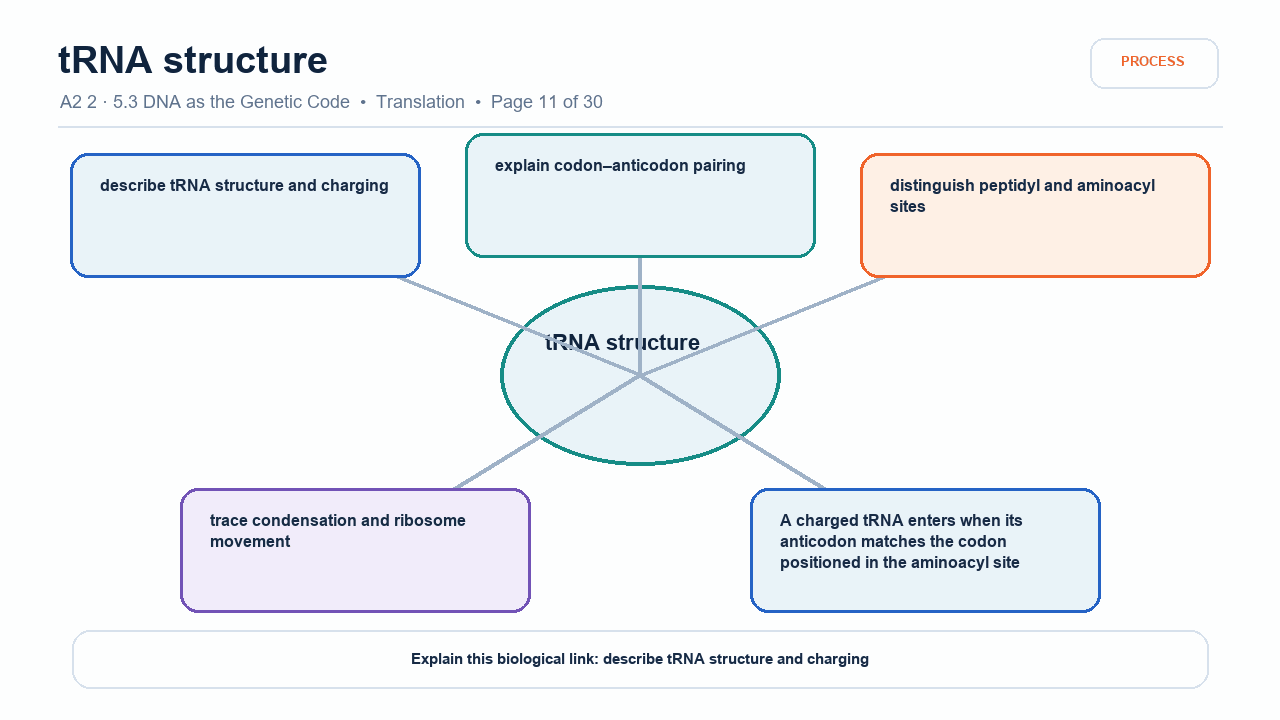 tRNA structure
PROCESS
A2 2 · 5.3 DNA as the Genetic Code • Translation • Page 11 of 30
describe tRNA structure and charging
explain codon–anticodon pairing
distinguish peptidyl and aminoacyl
sites
tRNA structure
trace condensation and ribosome
movement
A charged tRNA enters when its
anticodon matches the codon
positioned in the aminoacyl site
Explain this biological link: describe tRNA structure and charging